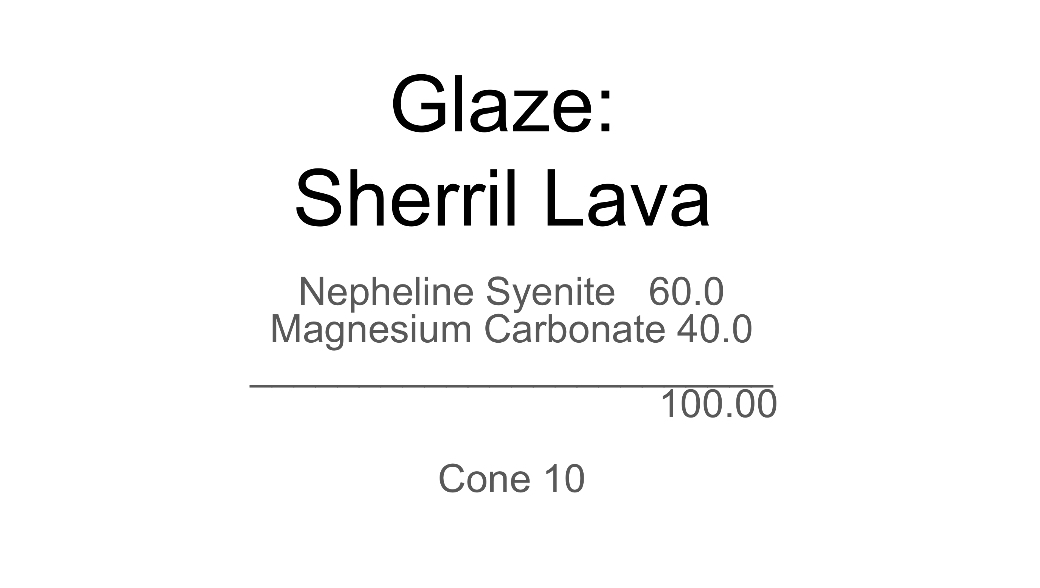 Glaze:
Sherril Lava
Nepheline Syenite 60.0
Magnesium Carbonate 40.0
100.00
Cone 10